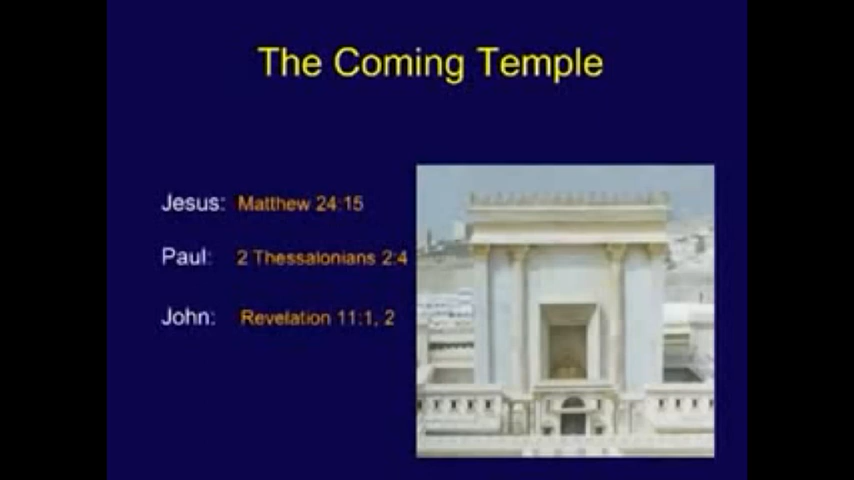 The Coming Temple
Jesus: Matthew 24:15
Paul: 2 Thessalonians 2:4
John: Revelation 11:1, 2